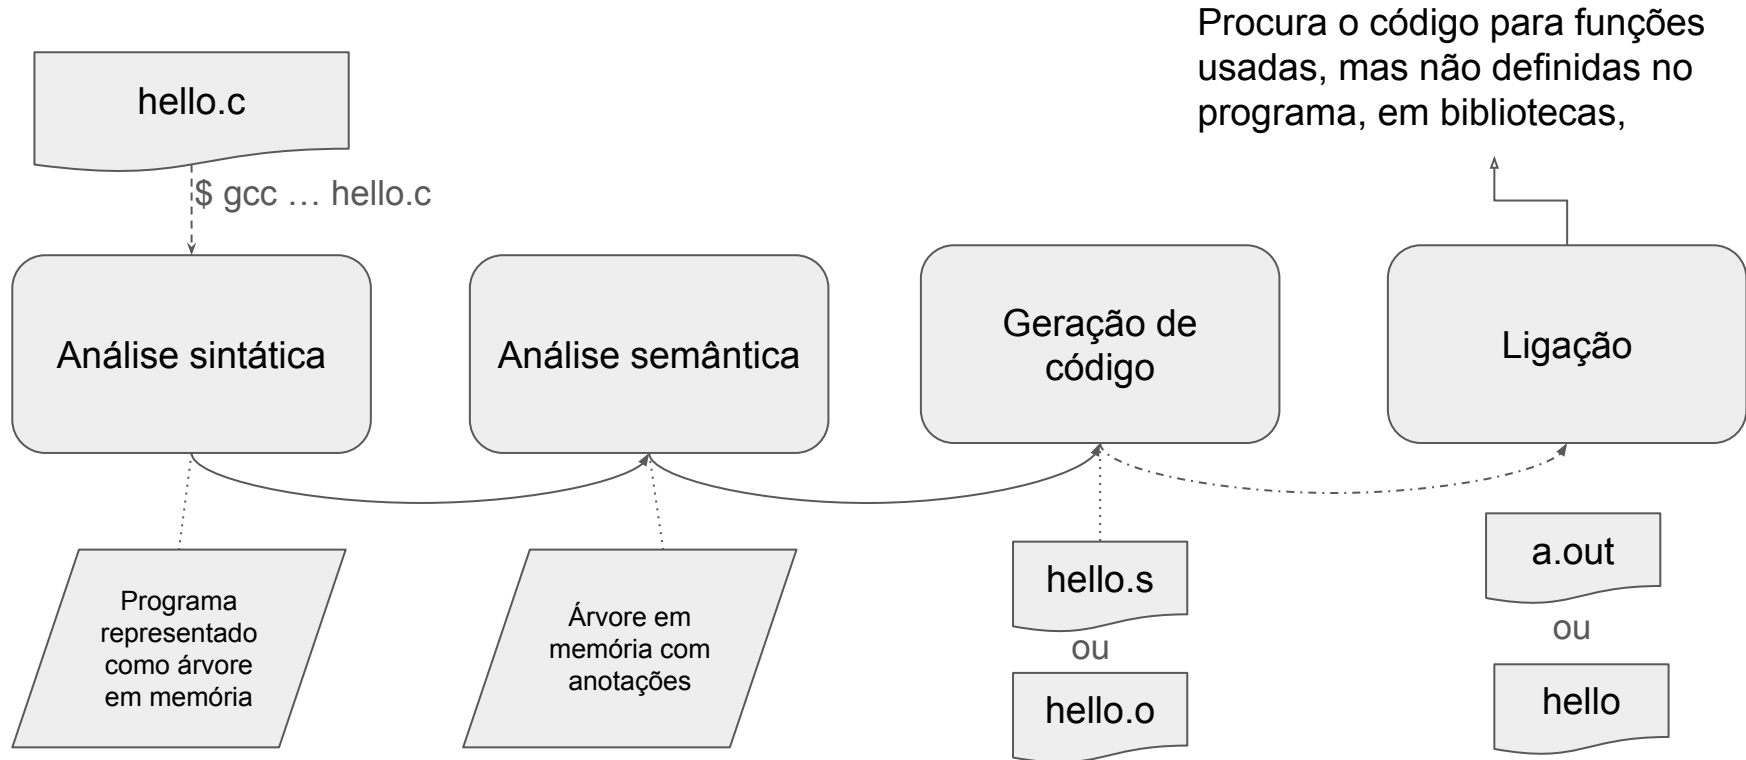 Procura o código para funções
usadas, mas não definidas no
programa, em bibliotecas,
hello.c
$ gcc … hello.c
Análise sintática
Análise semântica
Geração de
código
Ligação
Programa
representado
como árvore
em memória
Árvore em
memória com
anotações
hello.s
ou
hello.o
a.out
ou
hello